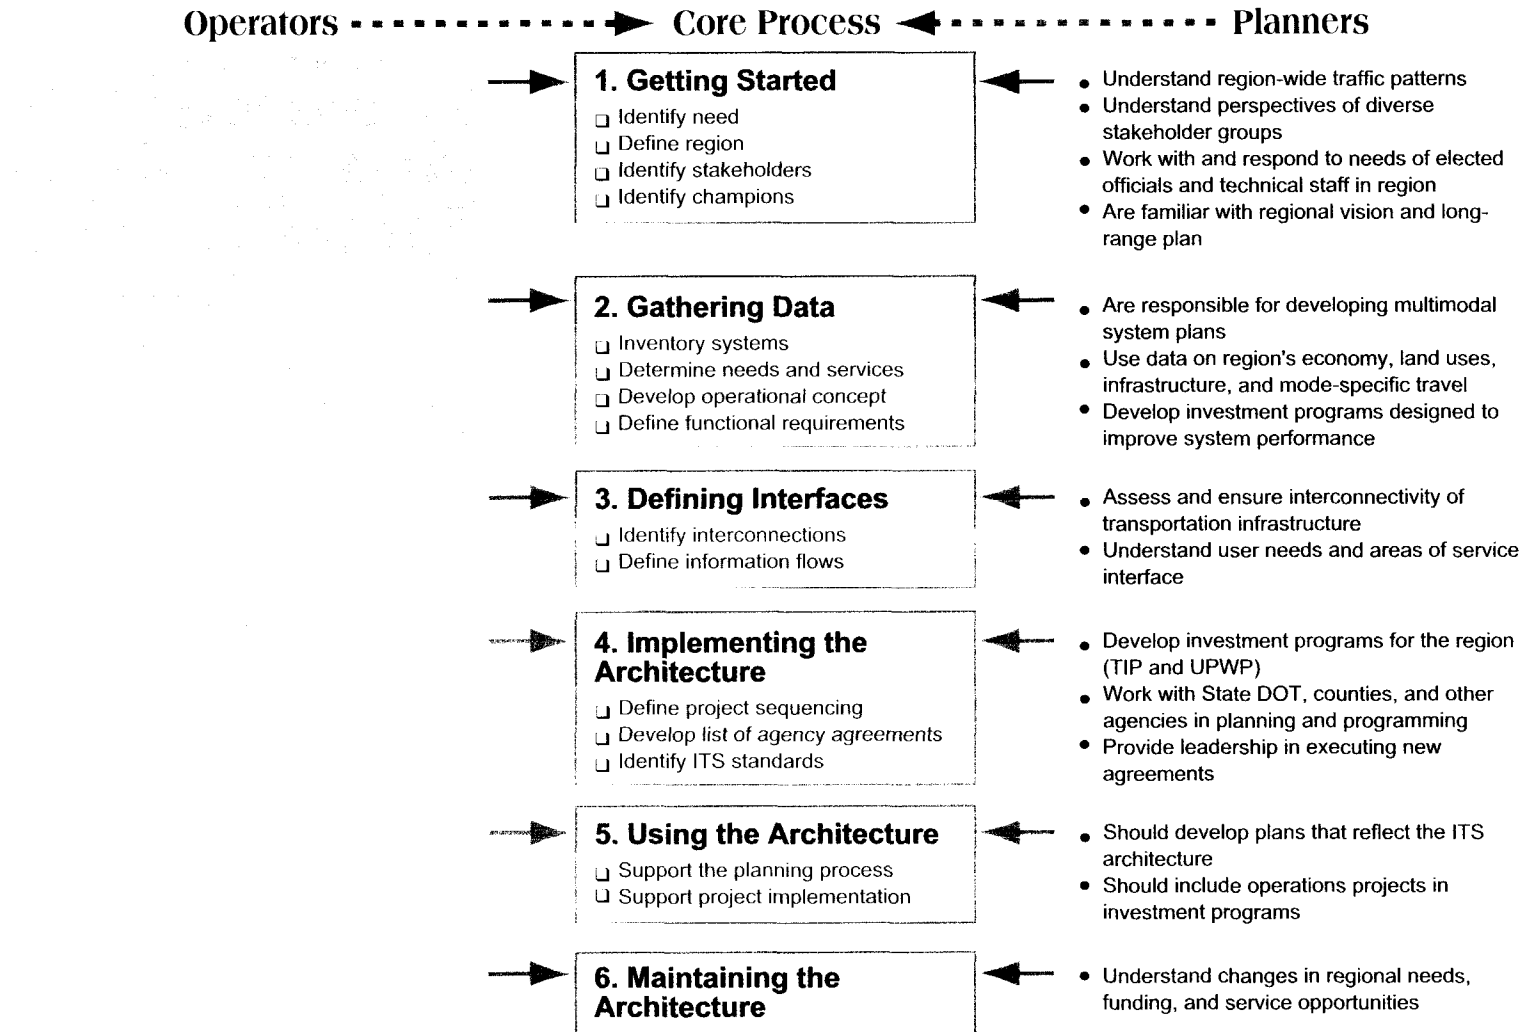 Operators Core Process Planners
1. Getting Started
❑ Identify need
❑ Define region
❑ Identify stakeholders
❑ Identify champions
• Understand region-wide traffic patterns
• Understand perspectives of diverse
stakeholder groups
• Work with and respond to needs of elected
officials and technical staff in region
• Are familiar with regional vision and long-
range plan
2. Gathering Data
❑ Inventory systems
❑ Determine needs and services
❑ Develop operational concept
❑ Define functional requirements
• Are responsible for developing multimodal
system plans
• Use data on region's economy, land uses,
infrastructure, and mode-specific travel
• Develop investment programs designed to
improve system performance
3. Defining Interfaces
❑ Identify interconnections
❑ Define information flows
• Assess and ensure interconnectivity of
transportation infrastructure
• Understand user needs and areas of service
interface
4. Implementing the
Architecture
❑ Define project sequencing
❑ Develop list of agency agreements
❑ Identify ITS standards
• Develop investment programs for the region
(TIP and UPWP)
• Work with State DOT, counties, and other
agencies in planning and programming
• Provide leadership in executing new
agreements
5. Using the Architecture
❑ Support the planning process
❑ Support project implementation
• Should develop plans that reflect the ITS
architecture
• Should include operations projects in
investment programs
6. Maintaining the
Architecture
• Understand changes in regional needs,
funding, and service opportunities